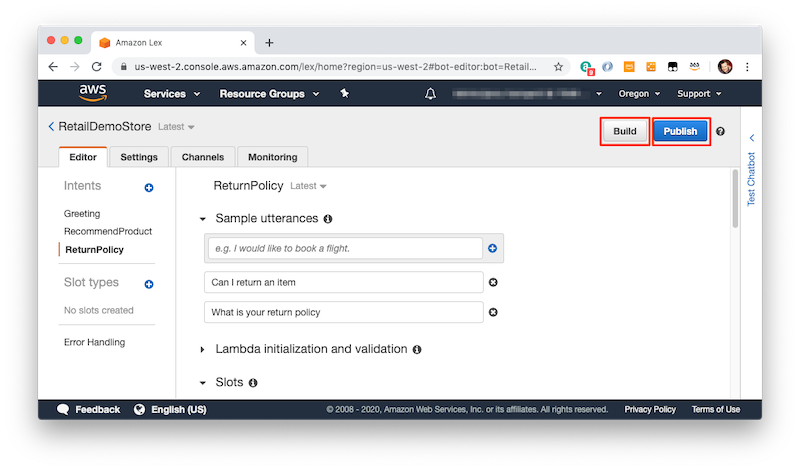 Amazon Lex
us-west-2.console.aws.amazon.com/lex/home?region=us-west-2#bot-editor:bot=Retail...
9
aws
Services
Resource Groups
Oregon
Support
RetailDemoStore
Latest
Build
Publish
Editor
Settings
Channels
Monitoring
Test Chatbot
Intents
Greeting
RecommendProduct
ReturnPolicy
Slot types
No slots created
Error Handling
ReturnPolicy
Latest
Sample utterances
e.g. I would like to book a flight.
Can I return an item
What is your return policy
Lambda initialization and validation
Slots
Feedback
English (US)
© 2008 - 2020, Amazon Web Services, Inc. or its affiliates. All rights reserved.
Privacy Policy
Terms of Use